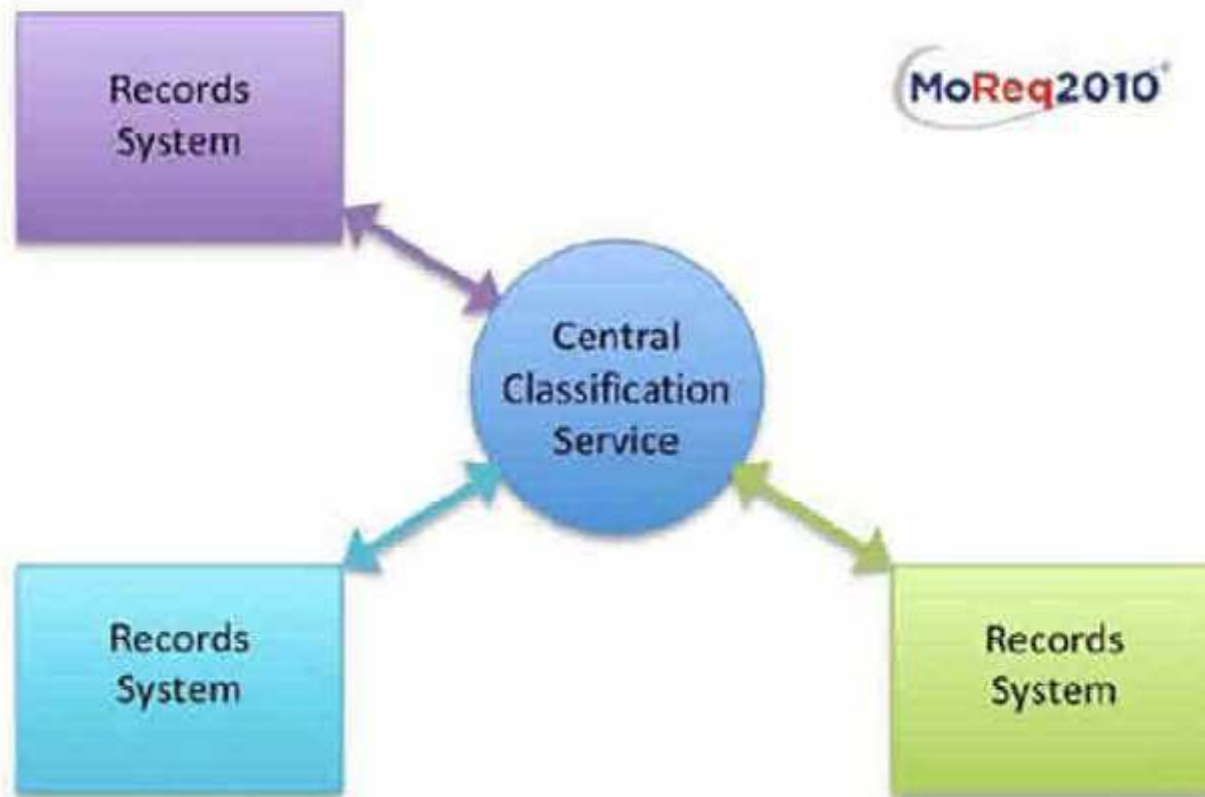 Records
System
MoReq2010®
Central
Classification
Service
Records
System
Records
System